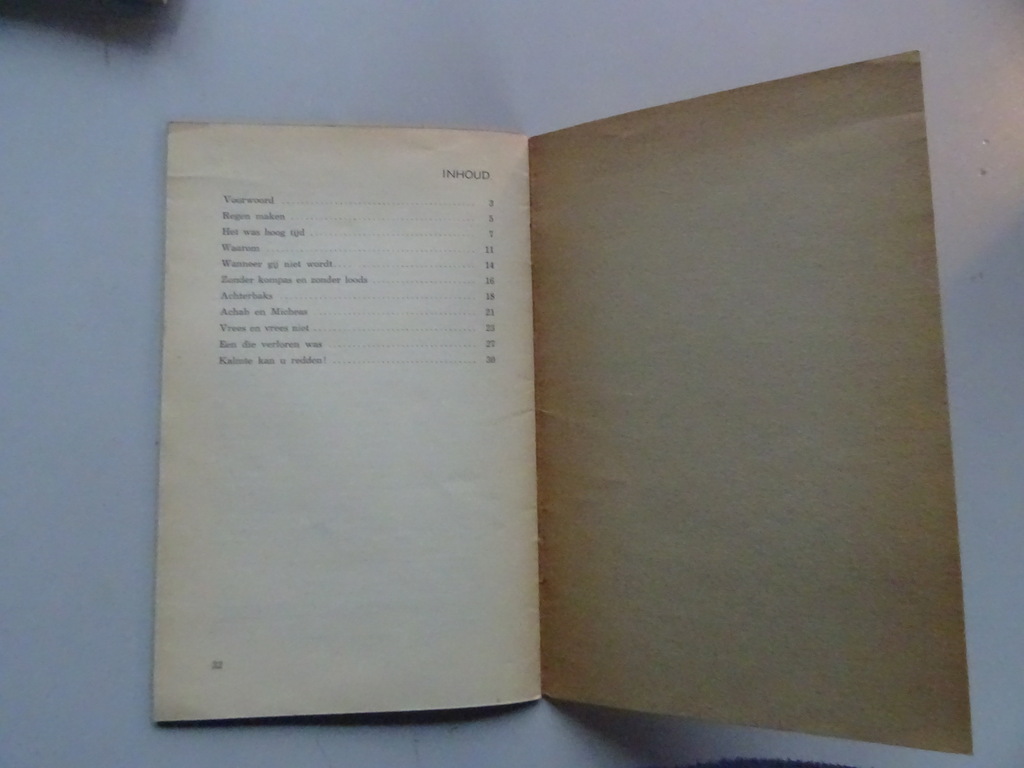 INHOUD
Voorwoord ........ 3
Regen maken ........ 5
Het was hoog tijd ........ 7
Waarom ........ 11
Wanneer gij niet wordt ........ 14
Zonder kompas en zonder loods ........ 16
Achterbaks ........ 18
Achab en Micheas ........ 21
Vrees en vrees niet ........ 25
Een die verloren was ........ 27
Kalmte kan u redden! ........ 30
32